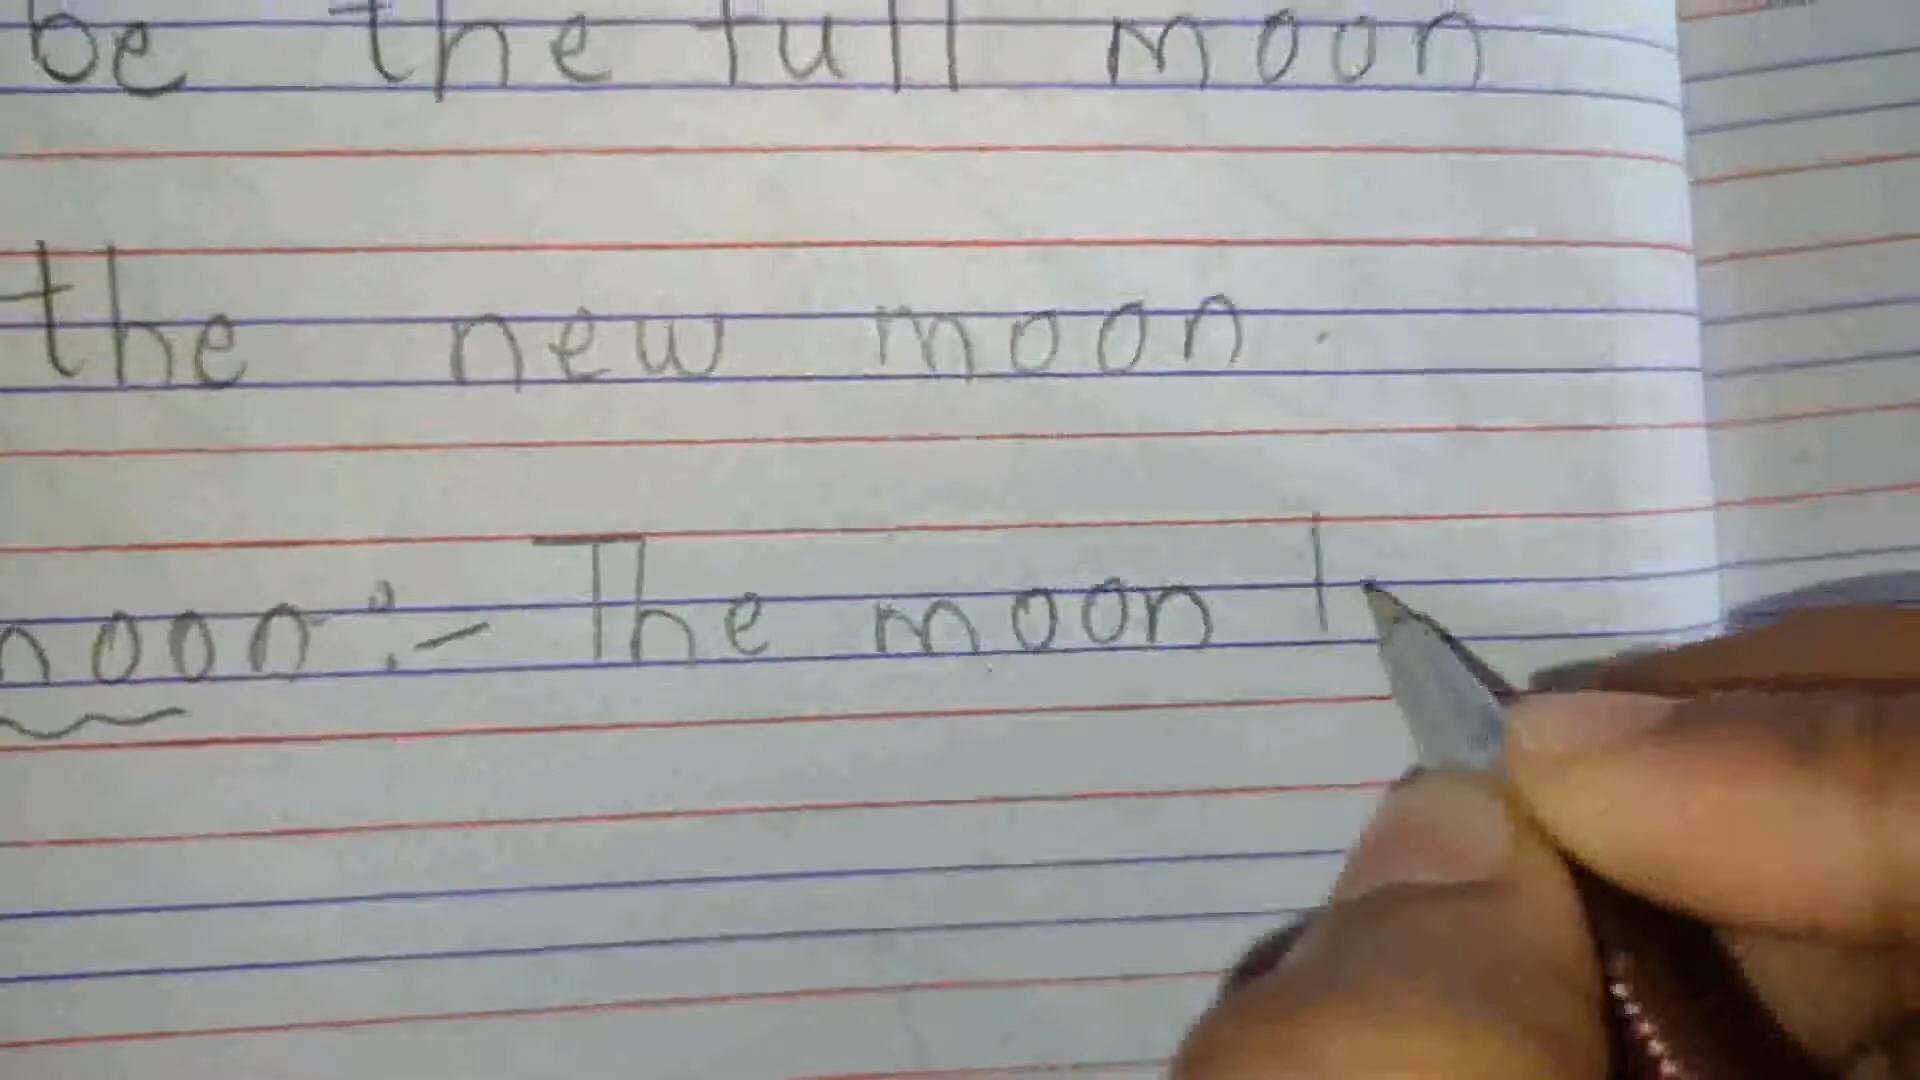 be the full moon
the new moon.
moon :- The moon